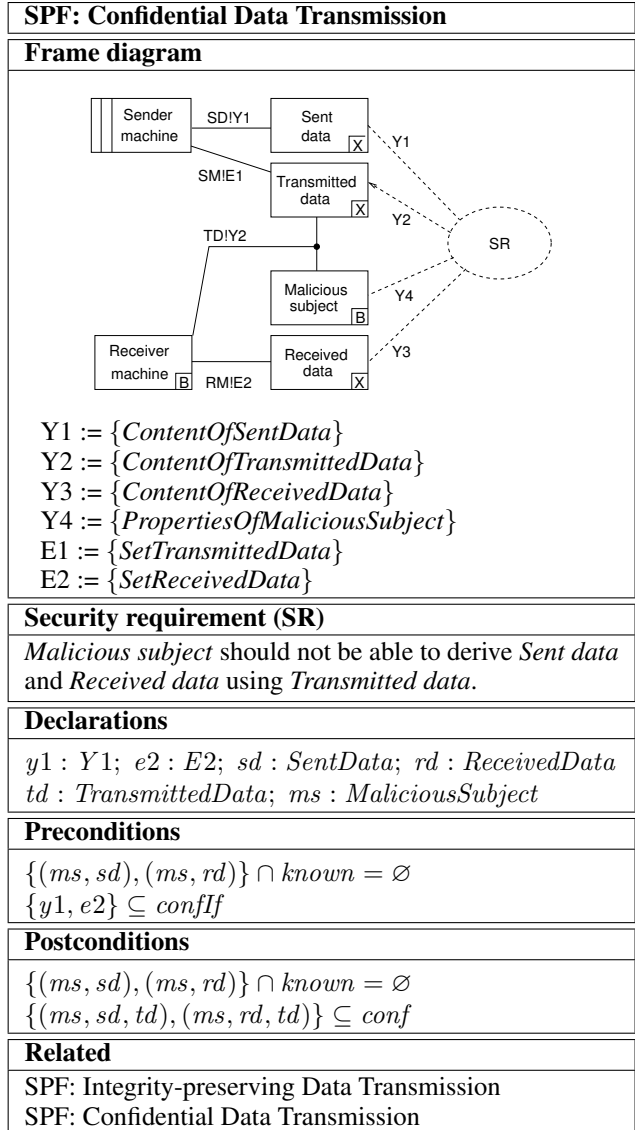 SPF: Confidential Data Transmission
Frame diagram
Sender
machine
SD!Y1
Sent
data
X
Y1
SM!E1
Transmitted
data
X
Y2
TD!Y2
SR
Malicious
subject
B
Y4
Receiver
machine
B
RM!E2
Received
data
X
Y3
Y1 := {ContentOfSentData}
Y2 := {ContentOfTransmittedData}
Y3 := {ContentOfReceivedData}
Y4 := {PropertiesOfMaliciousSubject}
E1 := {SetTransmittedData}
E2 := {SetReceivedData}
Security requirement (SR)
Malicious subject should not be able to derive Sent data
and Received data using Transmitted data.
Declarations
y1 : Y1; e2 : E2; sd : SentData; rd : ReceivedData
td : TransmittedData; ms : MaliciousSubject
Preconditions
{(ms, sd), (ms, rd)} ∩ known = ∅
{y1, e2} ⊆ confIf
Postconditions
{(ms, sd), (ms, rd)} ∩ known = ∅
{(ms, sd, td), (ms, rd, td)} ⊆ conf
Related
SPF: Integrity-preserving Data Transmission
SPF: Confidential Data Transmission